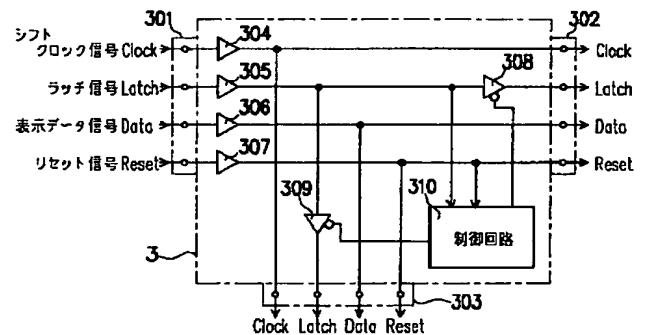 301
304
302
シフト
クロック信号 Clock
Clock
305
308
ラッチ信号 Latch
Latch
306
表示データ信号 Data
Data
307
リセット信号 Reset
Reset
309
310
制御回路
3
303
Clock Latch Data Reset